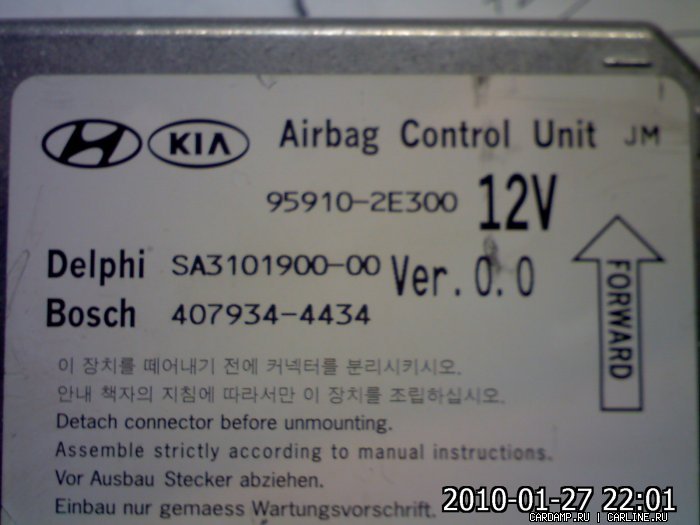 HYUNDAI KIA Airbag Control Unit JM
95910-2E300 12V
Delphi SA3101900-00 Ver. 0.0
Bosch 407934-4434
FORWARD
이 장치를 떼어내기 전에 커넥터를 분리시키시오.
안내 책자의 지침에 따라서만 이 장치를 조립하십시오.
Detach connector before unmounting.
Assemble strictly according to manual instructions.
Vor Ausbau Stecker abziehen.
Einbau nur gemaess Wartungsvorschrift.
2010-01-27 22:01
CARDAMP.RU | CARLINE.RU